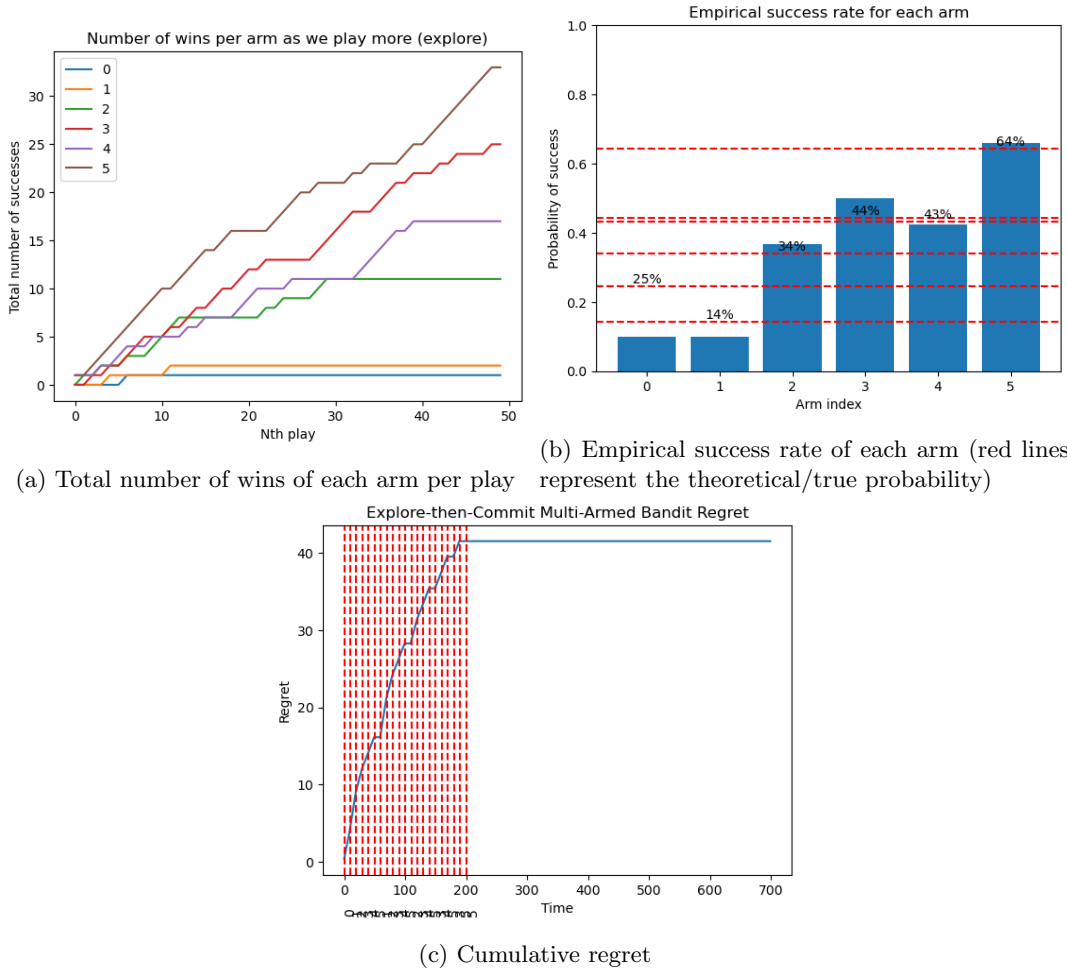 Number of wins per arm as we play more (explore)
Total number of successes
0
1
2
3
4
5
30
25
20
15
10
5
0
0 10 20 30 40 50
Nth play
(a) Total number of wins of each arm per play
Empirical success rate for each arm
Probability of success
1.0
0.8
0.6
0.4
0.2
0.0
25%
14%
34%
44%
43%
64%
0 1 2 3 4 5
Arm index
(b) Empirical success rate of each arm (red lines
represent the theoretical/true probability)
Explore-then-Commit Multi-Armed Bandit Regret
Regret
40
30
20
10
0
0 100 200 300 400 500 600 700
Time
(c) Cumulative regret